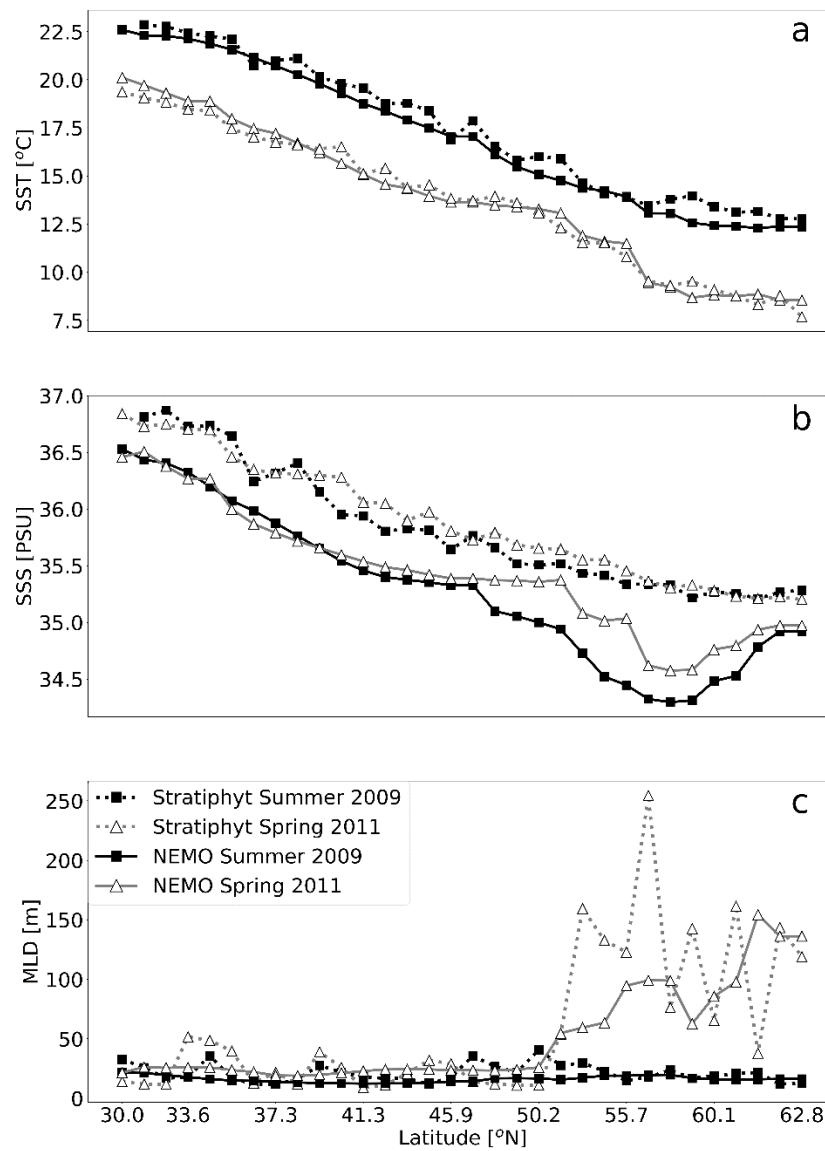 a
22.5
20.0
17.5
15.0
12.5
10.0
7.5
SST [°C]
b
37.0
36.5
36.0
35.5
35.0
34.5
SSS [PSU]
c
Stratiphyt Summer 2009
Stratiphyt Spring 2011
NEMO Summer 2009
NEMO Spring 2011
250
200
150
100
50
0
MLD [m]
30.0 33.6 37.3 41.3 45.9 50.2 55.7 60.1 62.8
Latitude [°N]